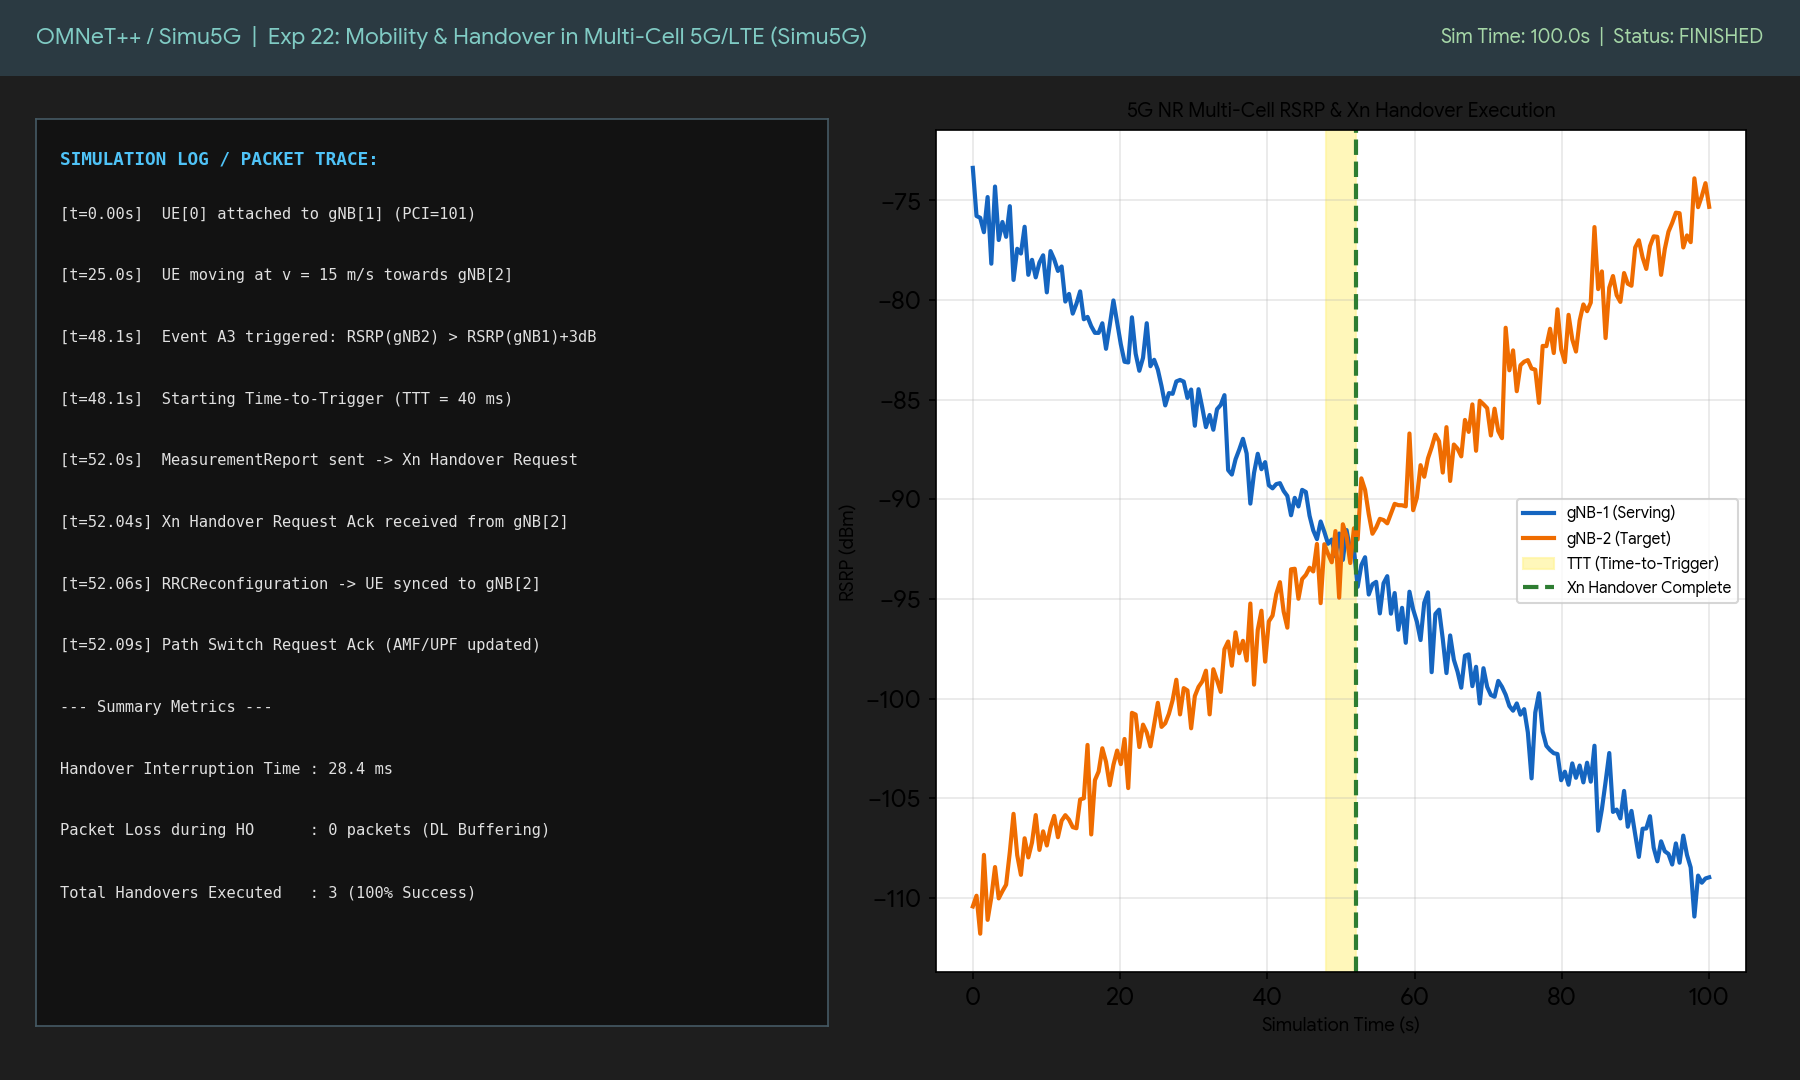 OMNeT++ / Simu5G | Exp 22: Mobility & Handover in Multi-Cell 5G/LTE (Simu5G)
Sim Time: 100.0s | Status: FINISHED
SIMULATION LOG / PACKET TRACE:
[t=0.00s]  UE[0] attached to gNB[1] (PCI=101)
[t=25.0s]  UE moving at v = 15 m/s towards gNB[2]
[t=48.1s]  Event A3 triggered: RSRP(gNB2) > RSRP(gNB1)+3dB
[t=48.1s]  Starting Time-to-Trigger (TTT = 40 ms)
[t=52.0s]  MeasurementReport sent -> Xn Handover Request
[t=52.04s] Xn Handover Request Ack received from gNB[2]
[t=52.06s] RRCReconfiguration -> UE synced to gNB[2]
[t=52.09s] Path Switch Request Ack (AMF/UPF updated)
--- Summary Metrics ---
Handover Interruption Time : 28.4 ms
Packet Loss during HO      : 0 packets (DL Buffering)
Total Handovers Executed   : 3 (100% Success)
5G NR Multi-Cell RSRP & Xn Handover Execution
RSRP (dBm)
−75
−80
−85
−90
−95
−100
−105
−110
gNB-1 (Serving)
gNB-2 (Target)
TTT (Time-to-Trigger)
Xn Handover Complete
0 20 40 60 80 100
Simulation Time (s)